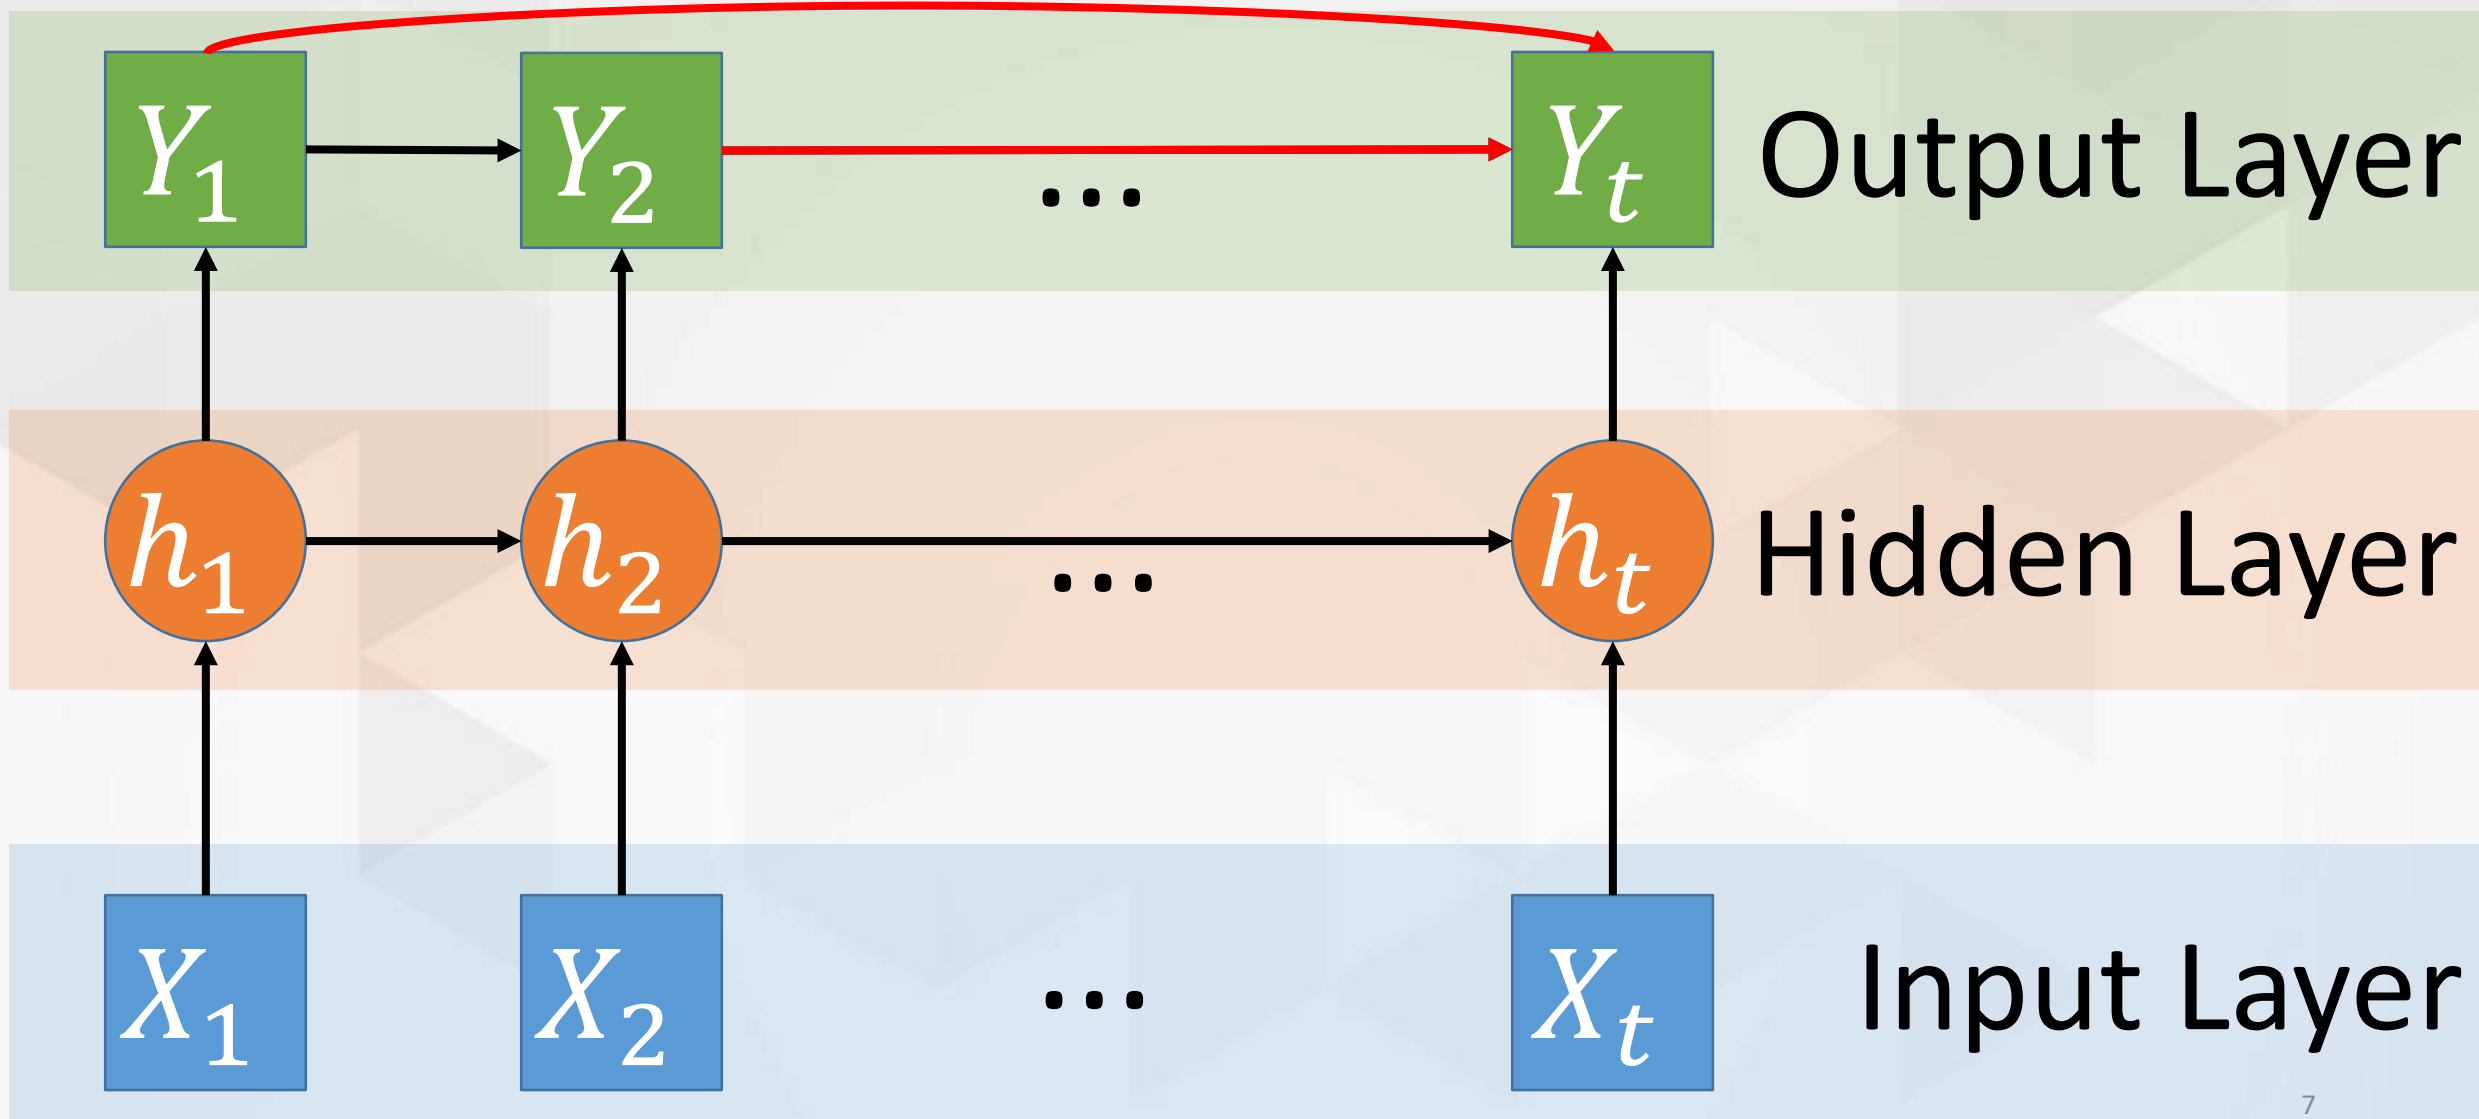 Y₁ Y₂ … Yₜ Output Layer
h₁ h₂ … hₜ Hidden Layer
X₁ X₂ … Xₜ Input Layer
7